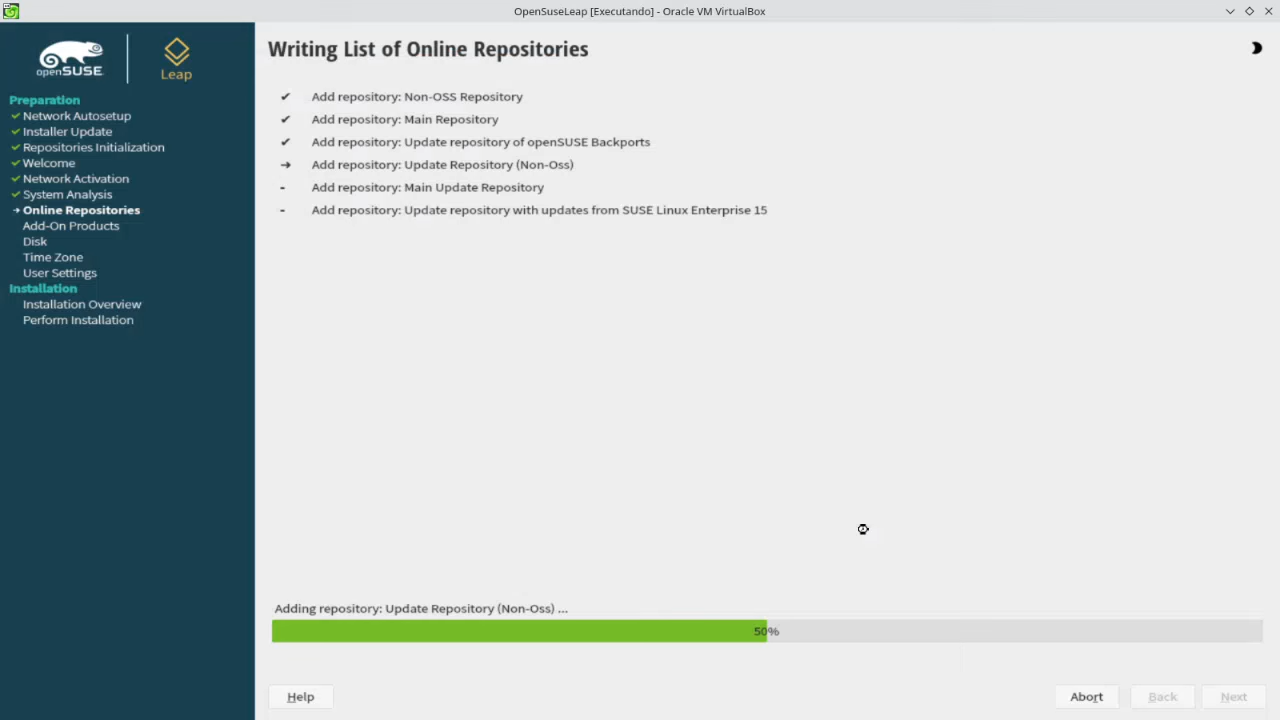 OpenSuseLeap [Executando] - Oracle VM VirtualBox
openSUSE
Leap
Preparation
✔ Network Autosetup
✔ Installer Update
✔ Repositories Initialization
✔ Welcome
✔ Network Activation
✔ System Analysis
➔ Online Repositories
Add-On Products
Disk
Time Zone
User Settings
Installation
Installation Overview
Perform Installation
Writing List of Online Repositories
✔ Add repository: Non-OSS Repository
✔ Add repository: Main Repository
✔ Add repository: Update repository of openSUSE Backports
➔ Add repository: Update Repository (Non-Oss)
- Add repository: Main Update Repository
- Add repository: Update repository with updates from SUSE Linux Enterprise 15
Adding repository: Update Repository (Non-Oss) ...
50%
Help
Abort
Back
Next